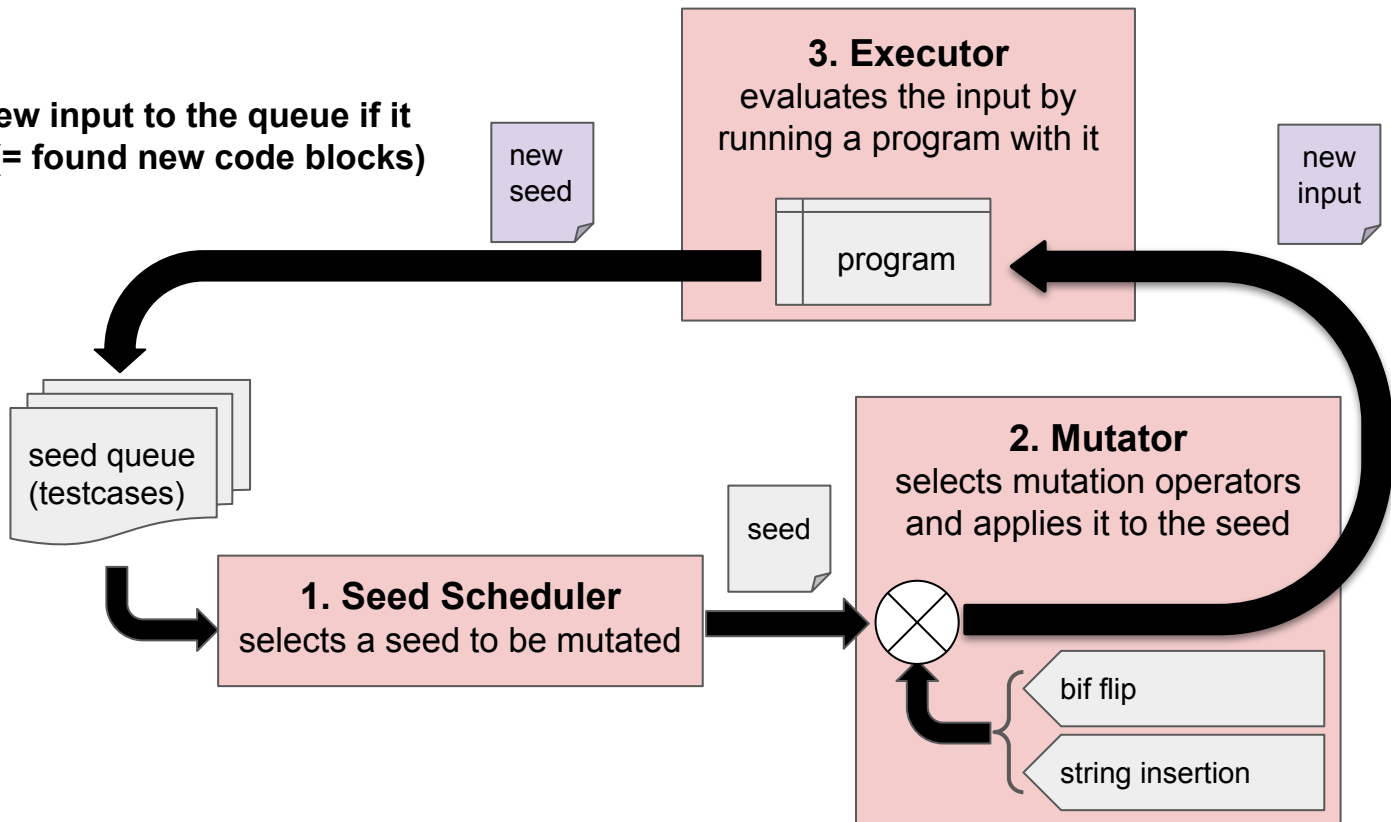 3. Executor
evaluates the input by
running a program with it
program
ew input to the queue if it
(= found new code blocks)
new
seed
new
input
seed queue
(testcases)
1. Seed Scheduler
selects a seed to be mutated
seed
2. Mutator
selects mutation operators
and applies it to the seed
bif flip
string insertion